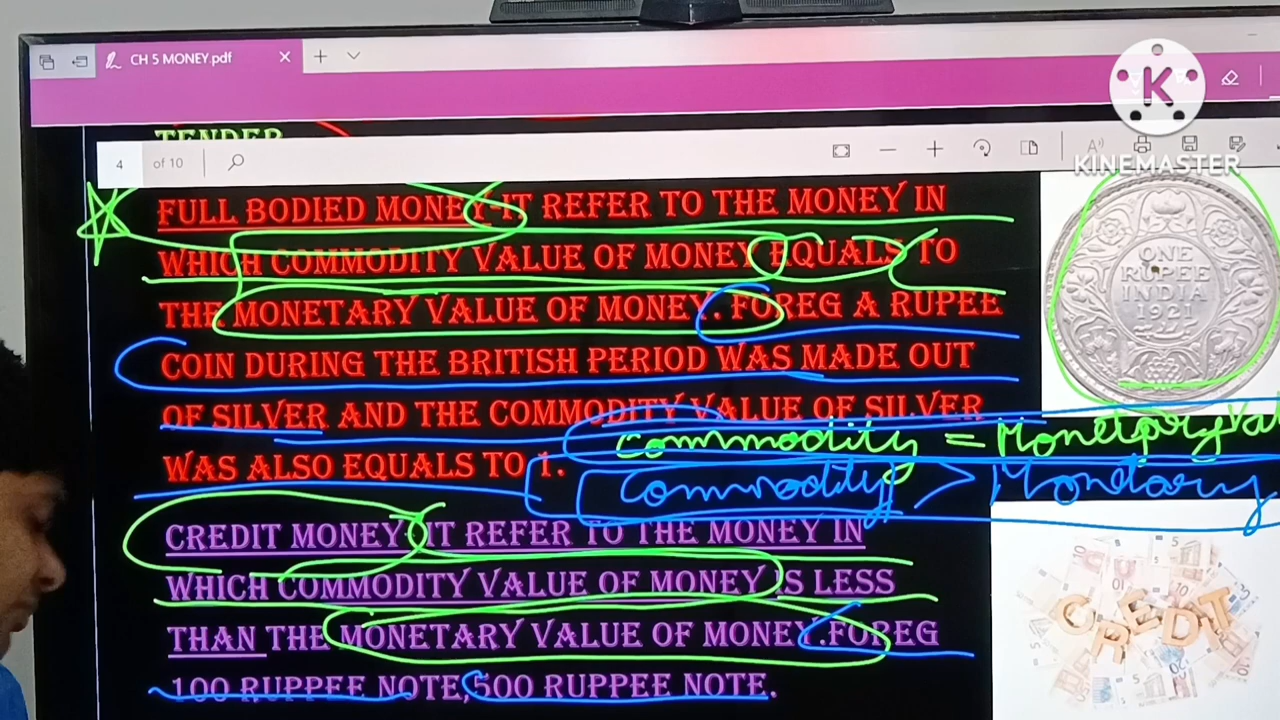 CH 5 MONEY.pdf
K
KINEMASTER
TENDER
4 of 10
FULL BODIED MONEY-IT REFER TO THE MONEY IN
WHICH COMMODITY VALUE OF MONEY EQUALS TO
THE MONETARY VALUE OF MONEY. FOREG A RUPEE
COIN DURING THE BRITISH PERIOD WAS MADE OUT
OF SILVER AND THE COMMODITY VALUE OF SILVER
WAS ALSO EQUALS TO 1.
ONE
RUPEE
INDIA
1921
Commodity = Monetary Val
Commodity > Monetary
CREDIT MONEY-IT REFER TO THE MONEY IN
WHICH COMMODITY VALUE OF MONEY IS LESS
THAN THE MONETARY VALUE OF MONEY .FOREG
100 RUPPEE NOTE,500 RUPPEE NOTE.
CREDIT